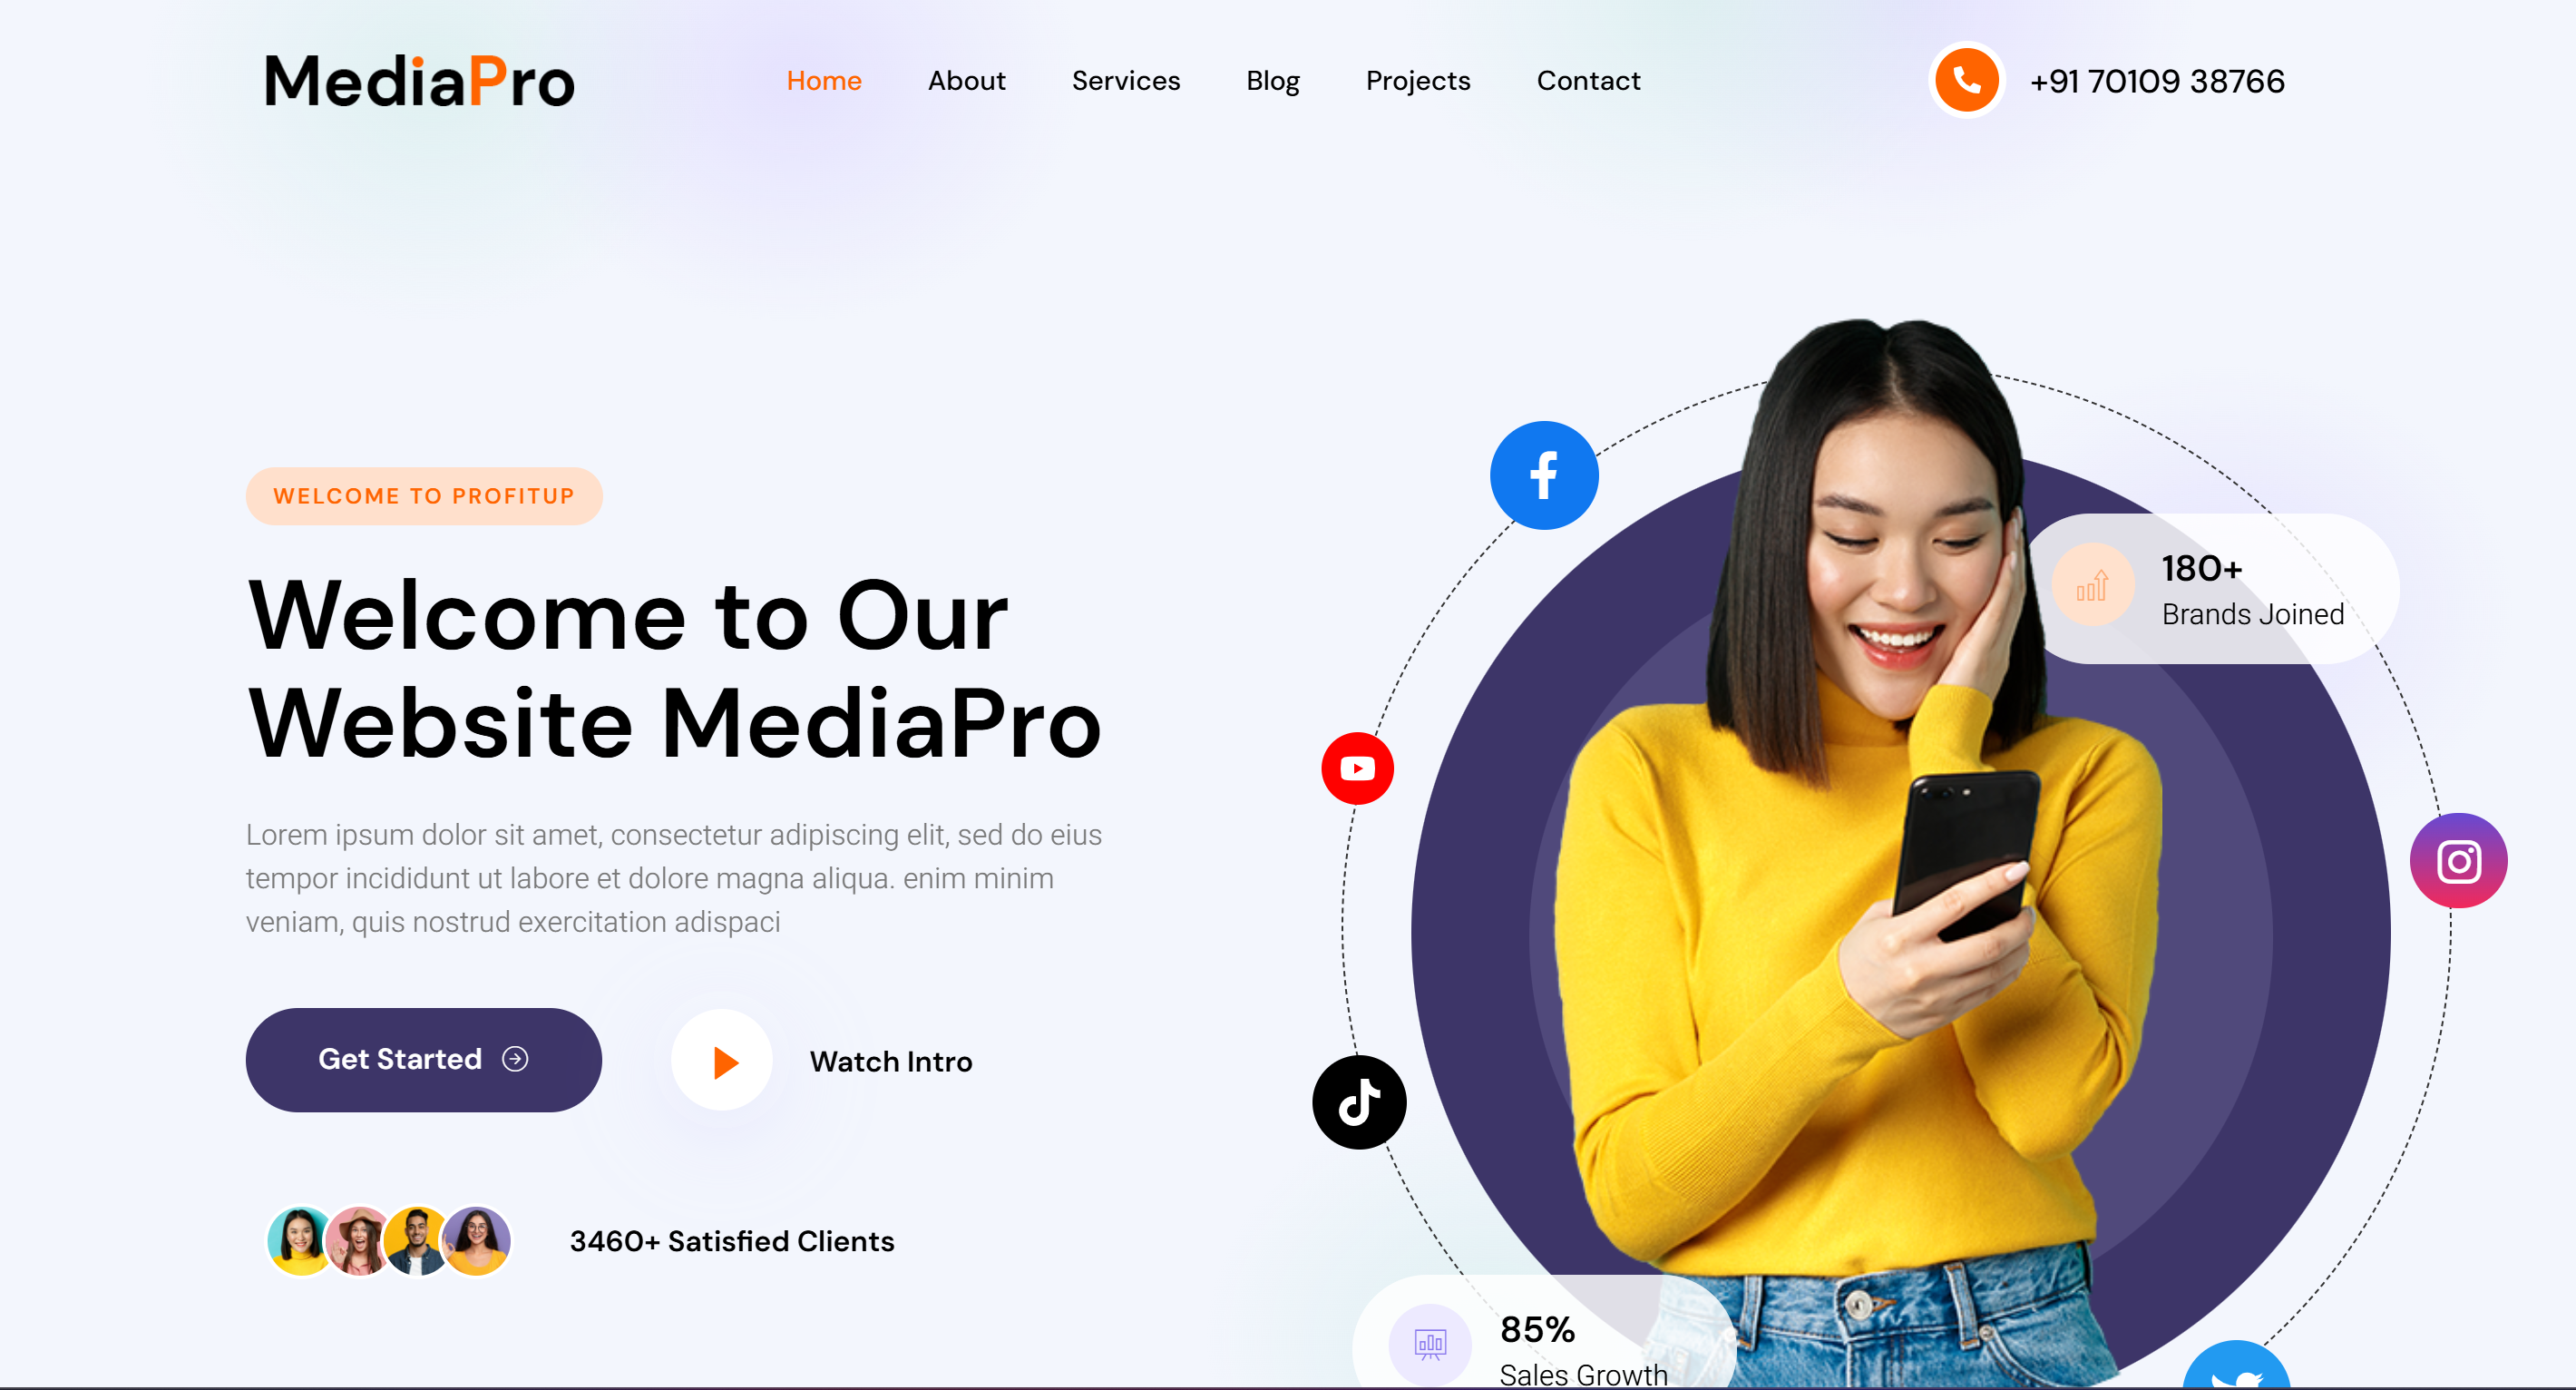 MediaPro
Home About Services Blog Projects Contact
+91 70109 38766
WELCOME TO PROFITUP
Welcome to Our
Website MediaPro
Lorem ipsum dolor sit amet, consectetur adipiscing elit, sed do eius
tempor incididunt ut labore et dolore magna aliqua. enim minim
veniam, quis nostrud exercitation adispaci
Get Started
Watch Intro
3460+ Satisfied Clients
180+
Brands Joined
85%
Sales Growth